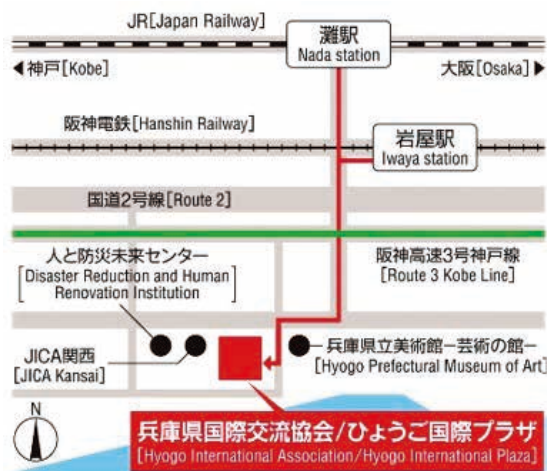 JR[Japan Railway]
灘駅
Nada station
神戸[Kobe]
大阪[Osaka]
阪神電鉄[Hanshin Railway]
岩屋駅
Iwaya station
国道2号線[Route 2]
人と防災未来センター
[Disaster Reduction and Human
Renovation Institution]
阪神高速3号神戸線
[Route 3 Kobe Line]
JICA関西
[JICA Kansai]
兵庫県立美術館−芸術の館−
[Hyogo Prefectural Museum of Art]
N
兵庫県国際交流協会/ひょうご国際プラザ
[Hyogo International Association/Hyogo International Plaza]